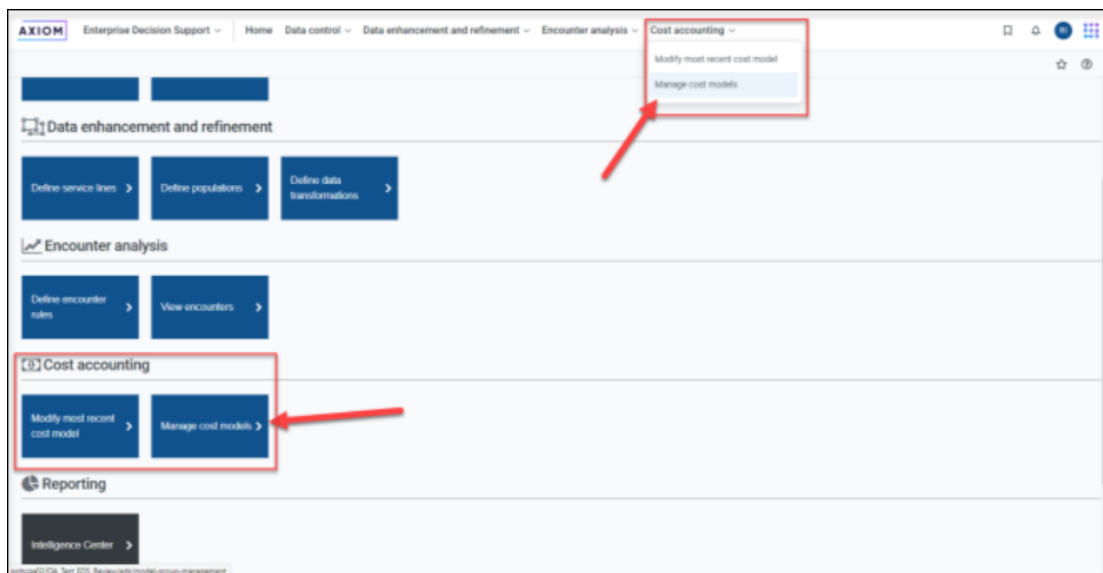 AXIOM Enterprise Decision Support Home Data control Data enhancement and refinement Encounter analysis Cost accounting
Modify most recent cost model
Manage cost models
Data enhancement and refinement
Define service lines
Define populations
Define data
transformations
Encounter analysis
Define encounter
rules
View encounters
Cost accounting
Modify most recent
cost model
Manage cost models
Reporting
Intelligence Center